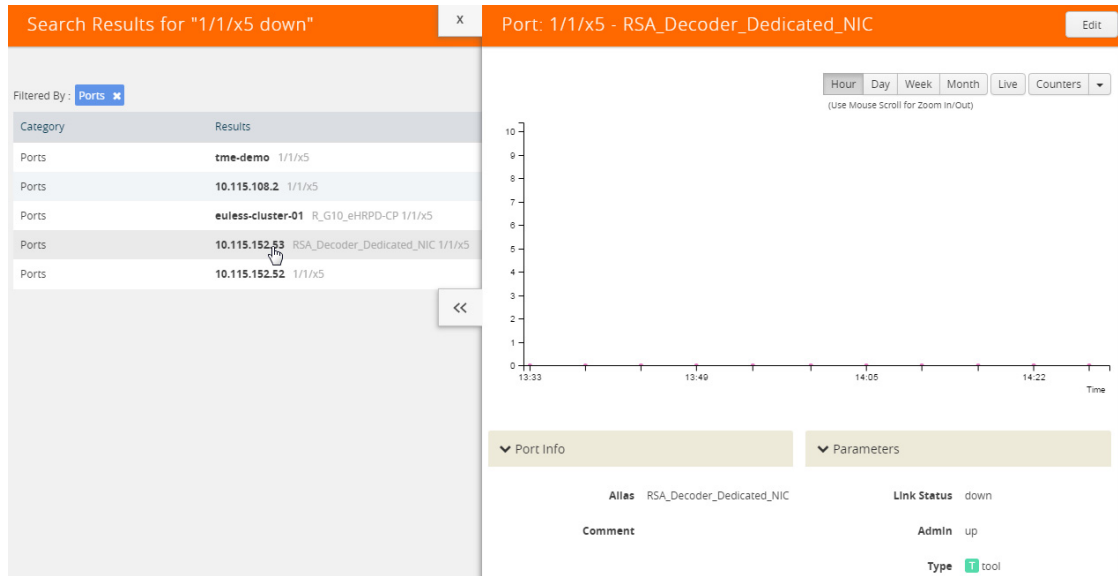 Search Results for "1/1/x5 down"
x
Filtered By : Ports ✖
Category Results
Ports tme-demo 1/1/x5
Ports 10.115.108.2 1/1/x5
Ports euless-cluster-01 R_G10_eHRPD-CP 1/1/x5
Ports 10.115.152.53 RSA_Decoder_Dedicated_NIC 1/1/x5
Ports 10.115.152.52 1/1/x5
<<
Port: 1/1/x5 - RSA_Decoder_Dedicated_NIC
Edit
Hour Day Week Month Live Counters
(Use Mouse Scroll for Zoom In/Out)
10
9
8
7
6
5
4
3
2
1
0
13:33 13:49 14:05 14:22
Time
Port Info
Alias RSA_Decoder_Dedicated_NIC
Comment
Parameters
Link Status down
Admin up
Type T tool